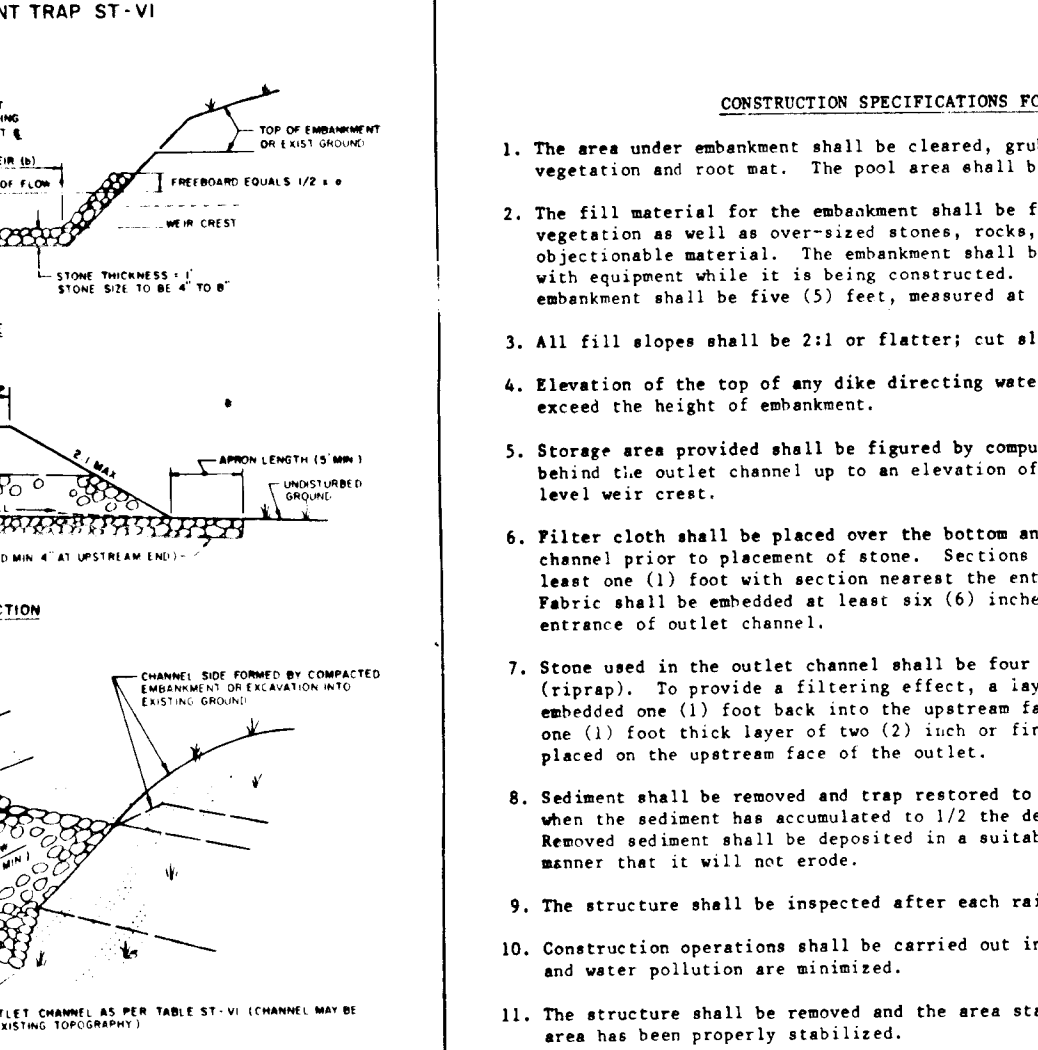 NT TRAP ST-VI
T
ING
T ℄
EIR (b)
OF FLOW
TOP OF EMBANKMENT
OR EXIST GROUND
FREEBOARD EQUALS 1/2 x a
WEIR CREST
STONE THICKNESS = 1'
STONE SIZE TO BE 4" TO 8"
E
2:1 MAX
APRON LENGTH (5' MIN)
UNDISTURBED
GROUND
L
D MIN 4" AT UPSTREAM END)
CTION
CHANNEL SIDE FORMED BY COMPACTED
EMBANKMENT OR EXCAVATION INTO
EXISTING GROUND
W
MIN)
TLET CHANNEL AS PER TABLE ST-VI (CHANNEL MAY BE
XISTING TOPOGRAPHY)
CONSTRUCTION SPECIFICATIONS FO
1. The area under embankment shall be cleared, grub
vegetation and root mat. The pool area shall b
2. The fill material for the embankment shall be f
vegetation as well as over-sized stones, rocks,
objectionable material. The embankment shall b
with equipment while it is being constructed.
embankment shall be five (5) feet, measured at
3. All fill slopes shall be 2:1 or flatter; cut sl
4. Elevation of the top of any dike directing wate
exceed the height of embankment.
5. Storage area provided shall be figured by compu
behind the outlet channel up to an elevation of
level weir crest.
6. Filter cloth shall be placed over the bottom an
channel prior to placement of stone. Sections
least one (1) foot with section nearest the ent
Fabric shall be embedded at least six (6) inche
entrance of outlet channel.
7. Stone used in the outlet channel shall be four
(riprap). To provide a filtering effect, a lay
embedded one (1) foot back into the upstream fa
one (1) foot thick layer of two (2) inch or fin
placed on the upstream face of the outlet.
8. Sediment shall be removed and trap restored to
when the sediment has accumulated to 1/2 the de
Removed sediment shall be deposited in a suitab
manner that it will not erode.
9. The structure shall be inspected after each rai
10. Construction operations shall be carried out in
and water pollution are minimized.
11. The structure shall be removed and the area sta
area has been properly stabilized.